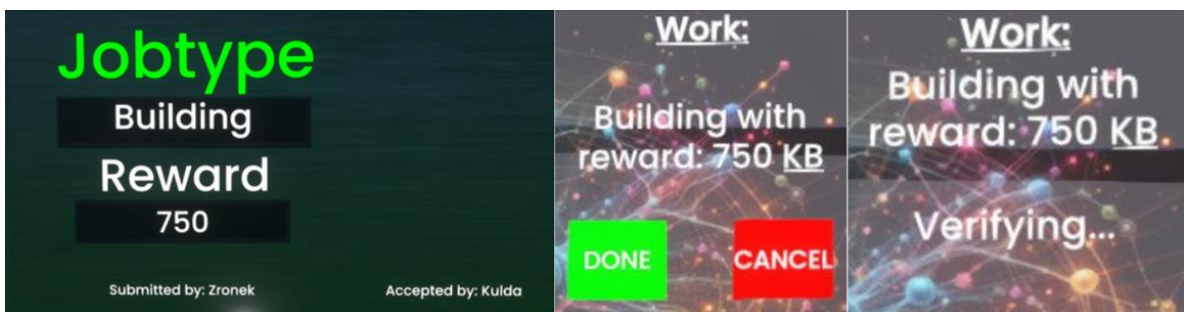 Jobtype
Building
Reward
750
Submitted by: Zronek
Accepted by: Kulda
Work:
Building with
reward: 750 KB
DONE
CANCEL
Work:
Building with
reward: 750 KB
Verifying...